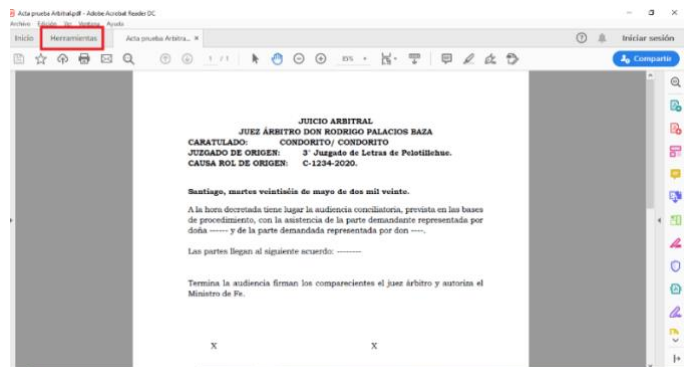 Acta prueba Arbitral.pdf - Adobe Acrobat Reader DC
Archivo Edición Ver Ventana Ayuda
Inicio Herramientas Acta prueba Arbitra... × Iniciar sesión
1 / 1 Compartir
JUICIO ARBITRAL
JUEZ ÁRBITRO DON RODRIGO PALACIOS BAZA
CARATULADO: CONDORITO/ CONDORITO
JUZGADO DE ORIGEN: 3° Juzgado de Letras de Pelotillehue.
CAUSA ROL DE ORIGEN: C-1234-2020.
Santiago, martes veintiséis de mayo de dos mil veinte.
A la hora decretada tiene lugar la audiencia conciliatoria, prevista en las bases
de procedimiento, con la asistencia de la parte demandante representada por
doña ------ y de la parte demandada representada por don ----.
Las partes llegan al siguiente acuerdo: --------
Termina la audiencia firman los comparecientes el juez árbitro y autoriza el
Ministro de Fe.
X X